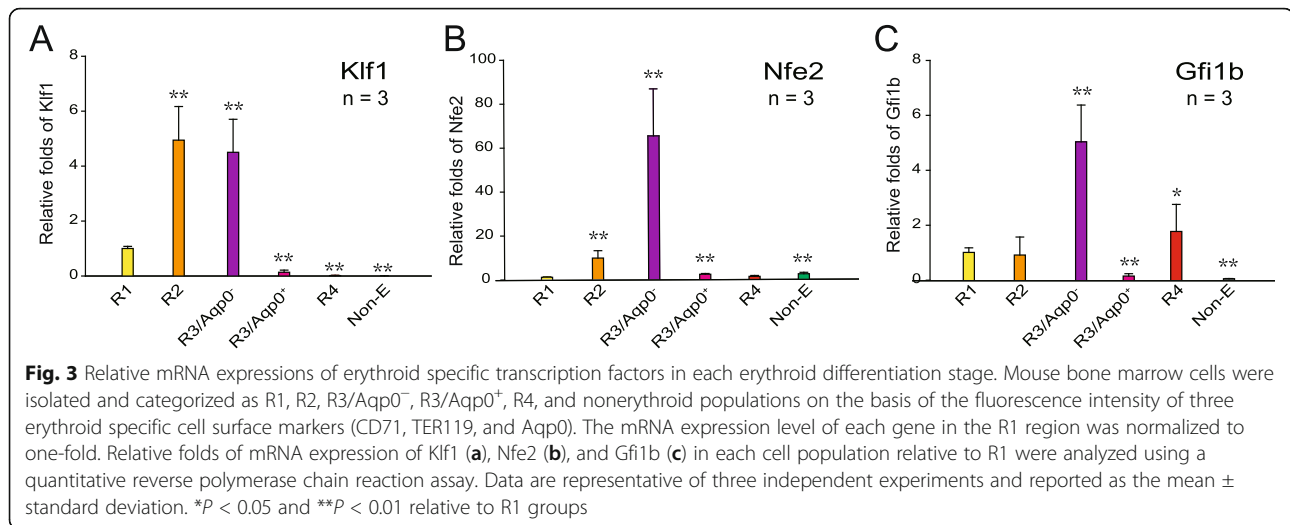 A
B
C
Klf1
n = 3
Relative folds of Klf1
8
6
4
2
0
**
**
**
**
**
R1
R2
R3/Aqp0-
R3/Aqp0+
R4
Non-E
Nfe2
n = 3
Relative folds of Nfe2
100
80
60
40
20
0
**
**
**
**
R1
R2
R3/Aqp0-
R3/Aqp0+
R4
Non-E
Gfi1b
n = 3
Relative folds of Gfi1b
8
6
4
2
0
**
**
*
**
R1
R2
R3/Aqp0-
R3/Aqp0+
R4
Non-E
Fig. 3 Relative mRNA expressions of erythroid specific transcription factors in each erythroid differentiation stage. Mouse bone marrow cells were
isolated and categorized as R1, R2, R3/Aqp0−, R3/Aqp0+, R4, and nonerythroid populations on the basis of the fluorescence intensity of three
erythroid specific cell surface markers (CD71, TER119, and Aqp0). The mRNA expression level of each gene in the R1 region was normalized to
one-fold. Relative folds of mRNA expression of Klf1 (a), Nfe2 (b), and Gfi1b (c) in each cell population relative to R1 were analyzed using a
quantitative reverse polymerase chain reaction assay. Data are representative of three independent experiments and reported as the mean ±
standard deviation. *P < 0.05 and **P < 0.01 relative to R1 groups